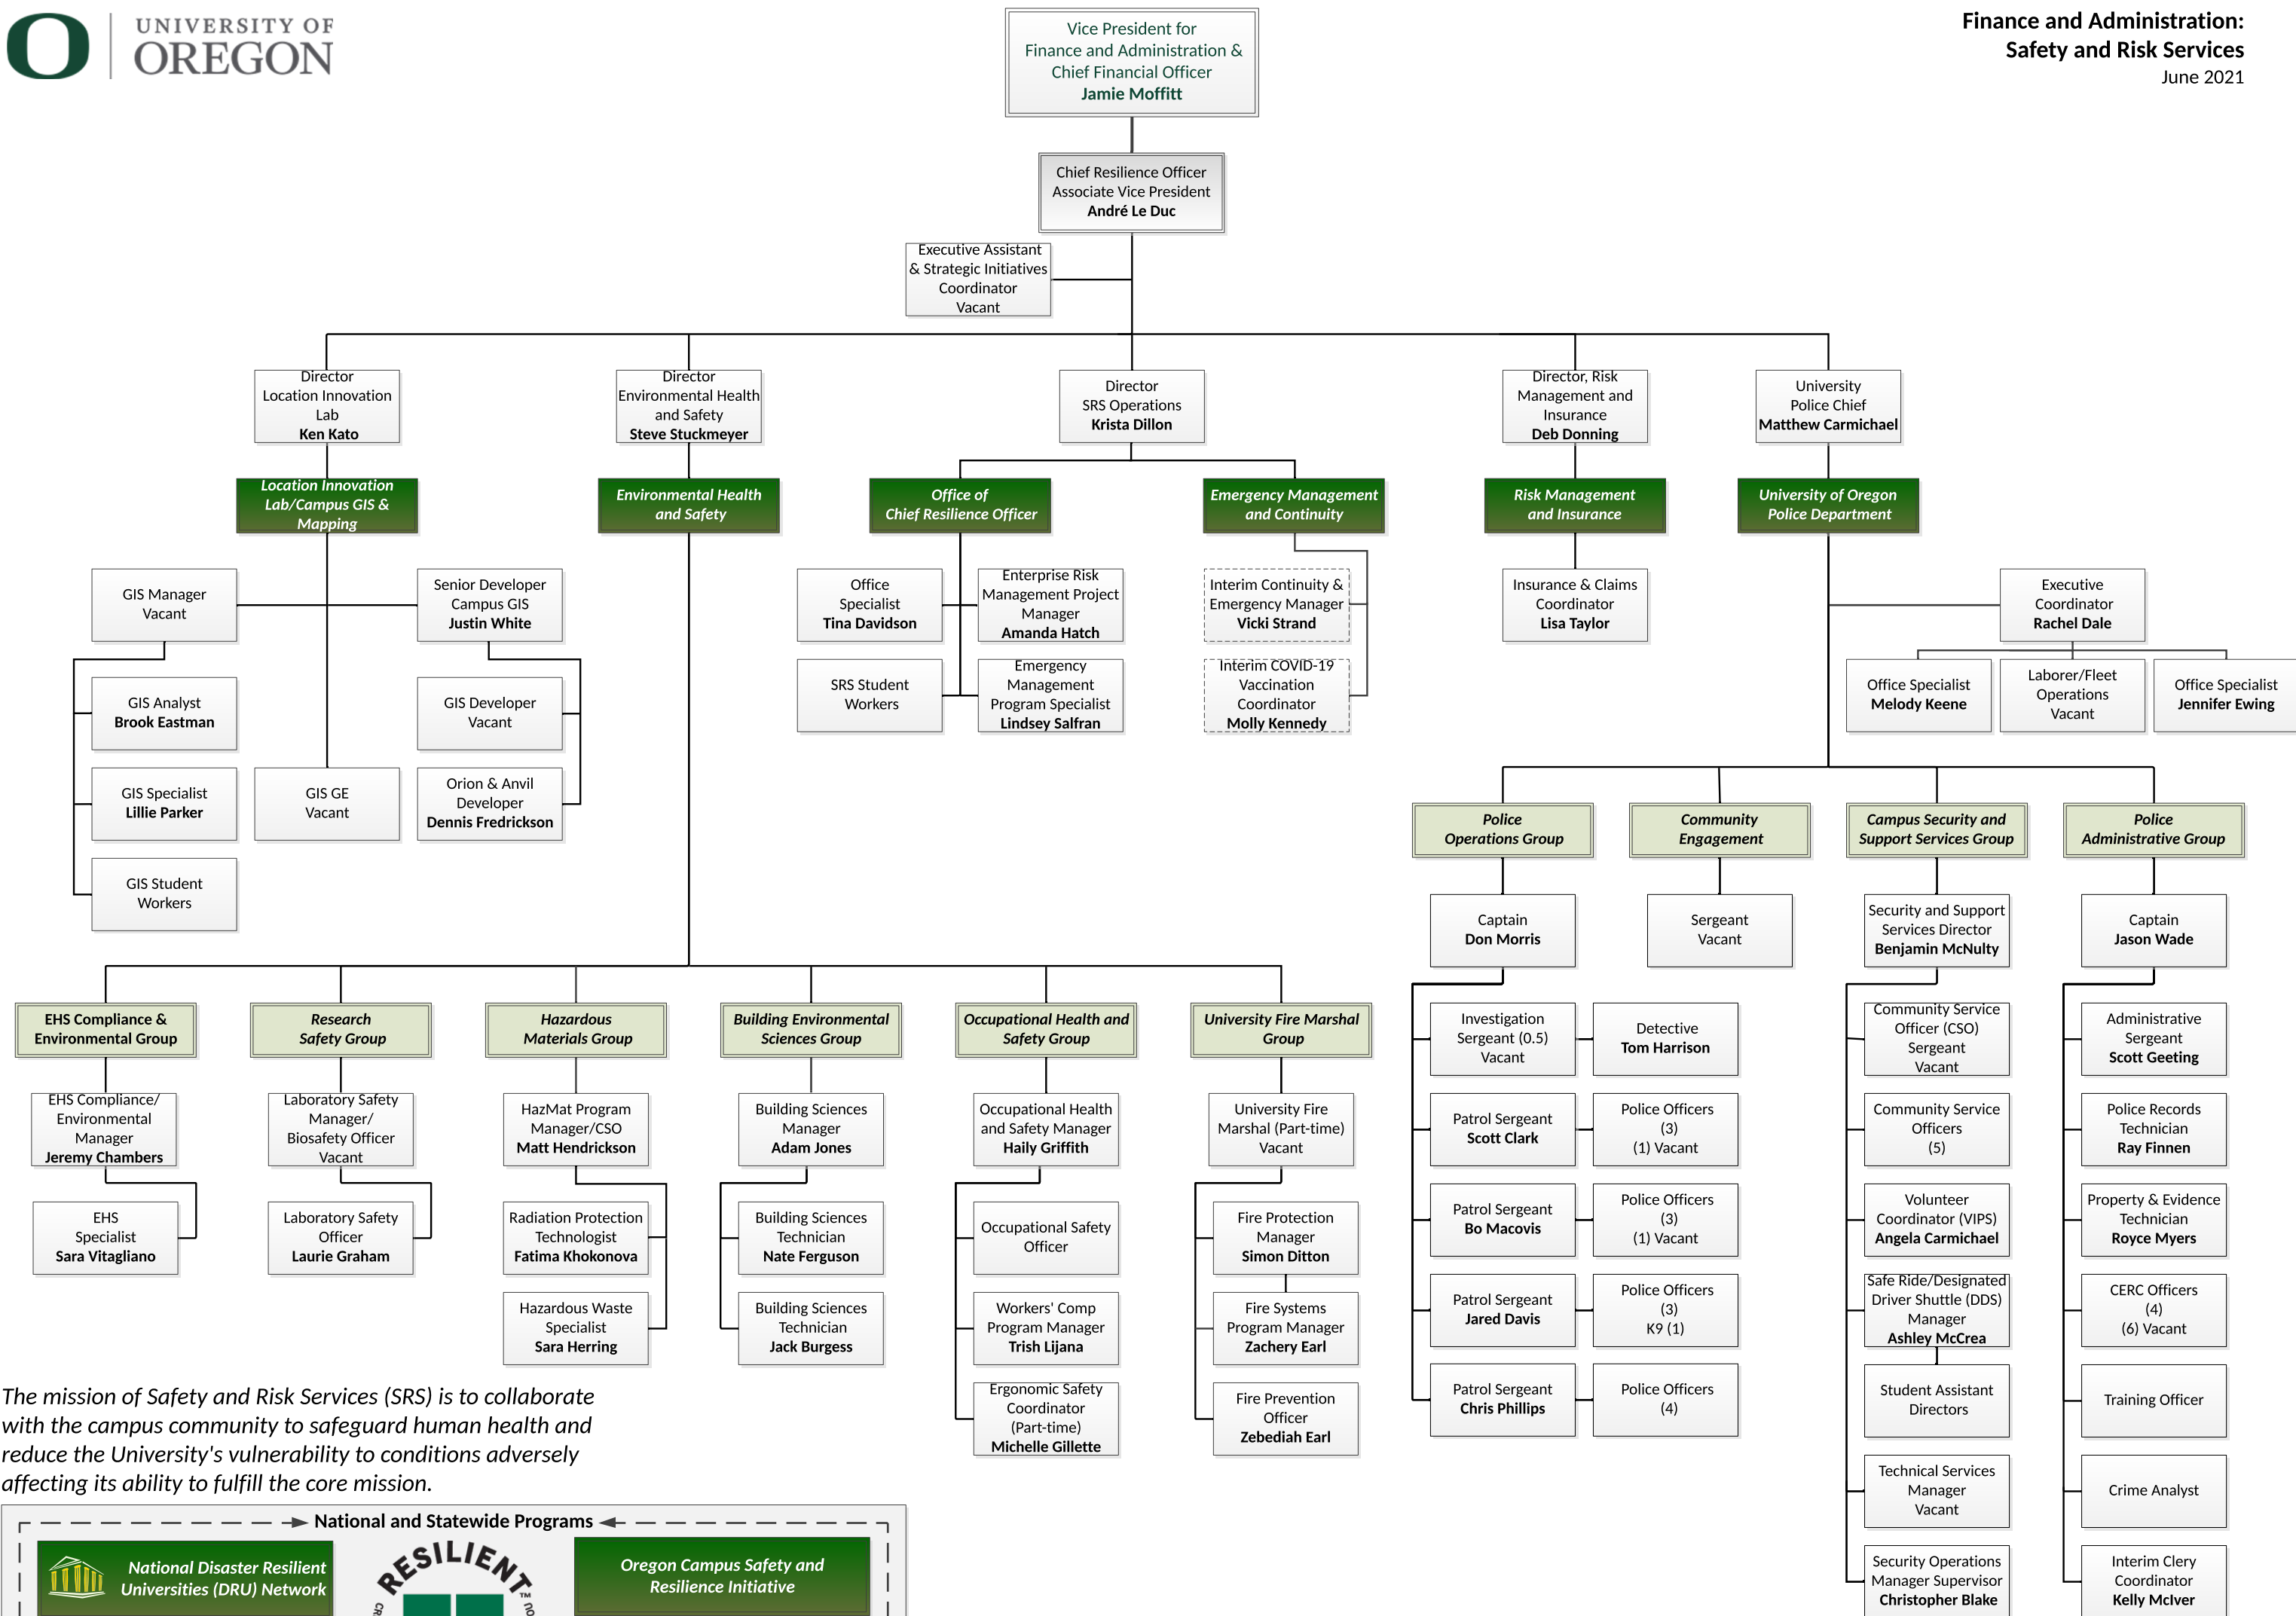 UNIVERSITY OF
OREGON
Finance and Administration:
Safety and Risk Services
June 2021
Vice President for
Finance and Administration &
Chief Financial Officer
Jamie Moffitt
Chief Resilience Officer
Associate Vice President
André Le Duc
Executive Assistant
& Strategic Initiatives
Coordinator
Vacant
Director
Location Innovation
Lab
Ken Kato
Director
Environmental Health
and Safety
Steve Stuckmeyer
Director
SRS Operations
Krista Dillon
Director, Risk
Management and
Insurance
Deb Donning
University
Police Chief
Matthew Carmichael
Location Innovation
Lab/Campus GIS &
Mapping
Environmental Health
and Safety
Office of
Chief Resilience Officer
Emergency Management
and Continuity
Risk Management
and Insurance
University of Oregon
Police Department
GIS Manager
Vacant
Senior Developer
Campus GIS
Justin White
Office
Specialist
Tina Davidson
Enterprise Risk
Management Project
Manager
Amanda Hatch
Interim Continuity &
Emergency Manager
Vicki Strand
Insurance & Claims
Coordinator
Lisa Taylor
Executive
Coordinator
Rachel Dale
GIS Analyst
Brook Eastman
GIS Developer
Vacant
SRS Student
Workers
Emergency
Management
Program Specialist
Lindsey Salfran
Interim COVID-19
Vaccination
Coordinator
Molly Kennedy
Office Specialist
Melody Keene
Laborer/Fleet
Operations
Vacant
Office Specialist
Jennifer Ewing
GIS Specialist
Lillie Parker
GIS GE
Vacant
Orion & Anvil
Developer
Dennis Fredrickson
GIS Student
Workers
Police
Operations Group
Community
Engagement
Campus Security and
Support Services Group
Police
Administrative Group
Captain
Don Morris
Sergeant
Vacant
Security and Support
Services Director
Benjamin McNulty
Captain
Jason Wade
EHS Compliance &
Environmental Group
Research
Safety Group
Hazardous
Materials Group
Building Environmental
Sciences Group
Occupational Health and
Safety Group
University Fire Marshal
Group
Investigation
Sergeant (0.5)
Vacant
Detective
Tom Harrison
Community Service
Officer (CSO)
Sergeant
Vacant
Administrative
Sergeant
Scott Geeting
EHS Compliance/
Environmental
Manager
Jeremy Chambers
Laboratory Safety
Manager/
Biosafety Officer
Vacant
HazMat Program
Manager/CSO
Matt Hendrickson
Building Sciences
Manager
Adam Jones
Occupational Health
and Safety Manager
Haily Griffith
University Fire
Marshal (Part-time)
Vacant
Patrol Sergeant
Scott Clark
Police Officers
(3)
(1) Vacant
Community Service
Officers
(5)
Police Records
Technician
Ray Finnen
EHS
Specialist
Sara Vitagliano
Laboratory Safety
Officer
Laurie Graham
Radiation Protection
Technologist
Fatima Khokonova
Building Sciences
Technician
Nate Ferguson
Occupational Safety
Officer
Fire Protection
Manager
Simon Ditton
Patrol Sergeant
Bo Macovis
Police Officers
(3)
(1) Vacant
Volunteer
Coordinator (VIPS)
Angela Carmichael
Property & Evidence
Technician
Royce Myers
Hazardous Waste
Specialist
Sara Herring
Building Sciences
Technician
Jack Burgess
Workers' Comp
Program Manager
Trish Lijana
Fire Systems
Program Manager
Zachery Earl
Patrol Sergeant
Jared Davis
Police Officers
(3)
K9 (1)
Safe Ride/Designated
Driver Shuttle (DDS)
Manager
Ashley McCrea
CERC Officers
(4)
(6) Vacant
Ergonomic Safety
Coordinator
(Part-time)
Michelle Gillette
Fire Prevention
Officer
Zebediah Earl
Patrol Sergeant
Chris Phillips
Police Officers
(4)
Student Assistant
Directors
Training Officer
Technical Services
Manager
Vacant
Crime Analyst
Security Operations
Manager Supervisor
Christopher Blake
Interim Clery
Coordinator
Kelly McIver
The mission of Safety and Risk Services (SRS) is to collaborate
with the campus community to safeguard human health and
reduce the University's vulnerability to conditions adversely
affecting its ability to fulfill the core mission.
National and Statewide Programs
National Disaster Resilient
Universities (DRU) Network
RESILIENT™
Oregon Campus Safety and
Resilience Initiative